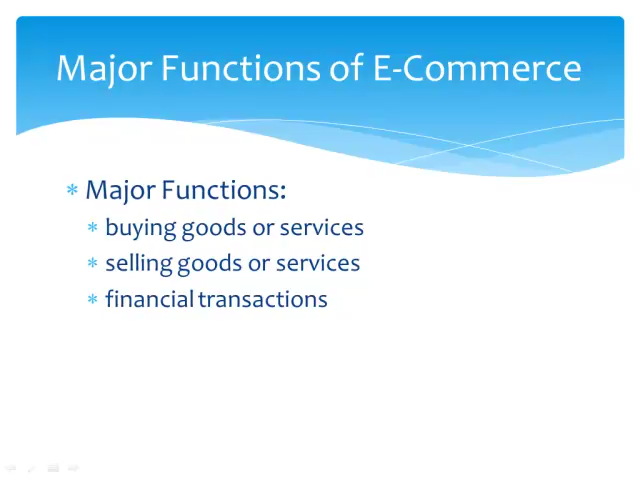 Major Functions of E-Commerce
* Major Functions:
* buying goods or services
* selling goods or services
* financial transactions